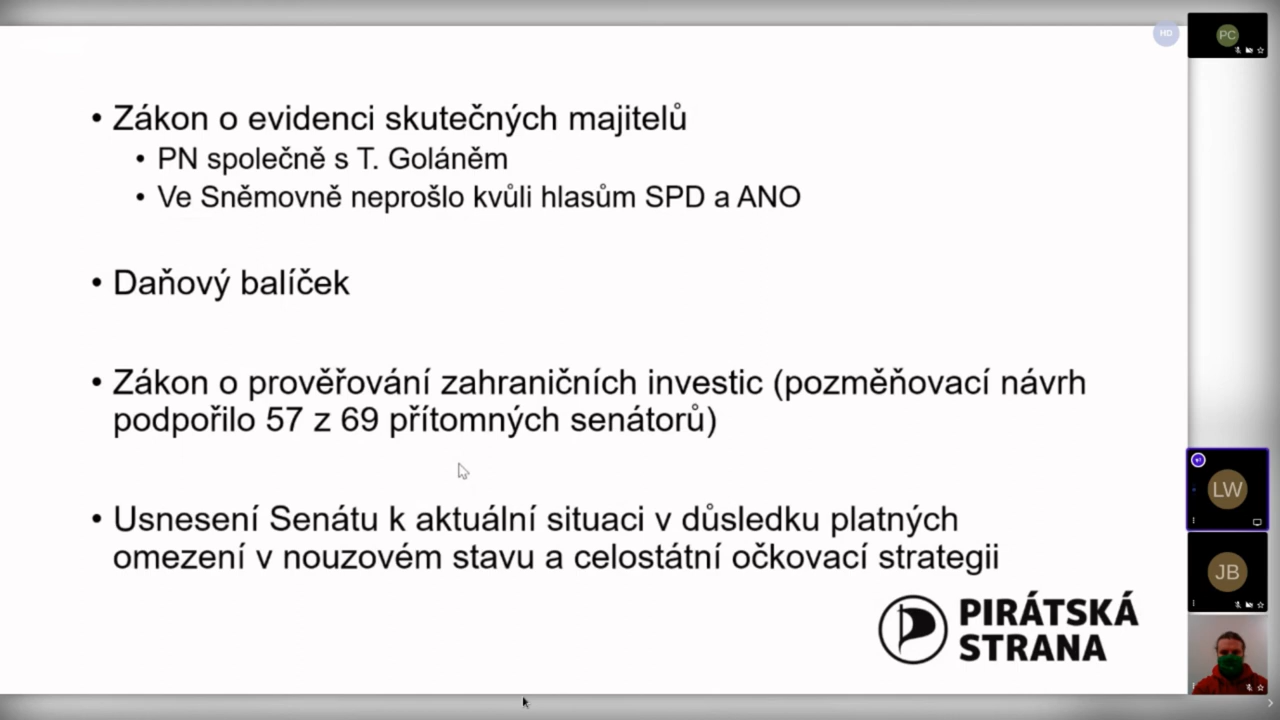 • Zákon o evidenci skutečných majitelů
• PN společně s T. Goláněm
• Ve Sněmovně neprošlo kvůli hlasům SPD a ANO
• Daňový balíček
• Zákon o prověřování zahraničních investic (pozměňovací návrh
podpořilo 57 z 69 přítomných senátorů)
• Usnesení Senátu k aktuální situaci v důsledku platných
omezení v nouzovém stavu a celostátní očkovací strategii
PIRÁTSKÁ
STRANA
HD
PC
LW
JB